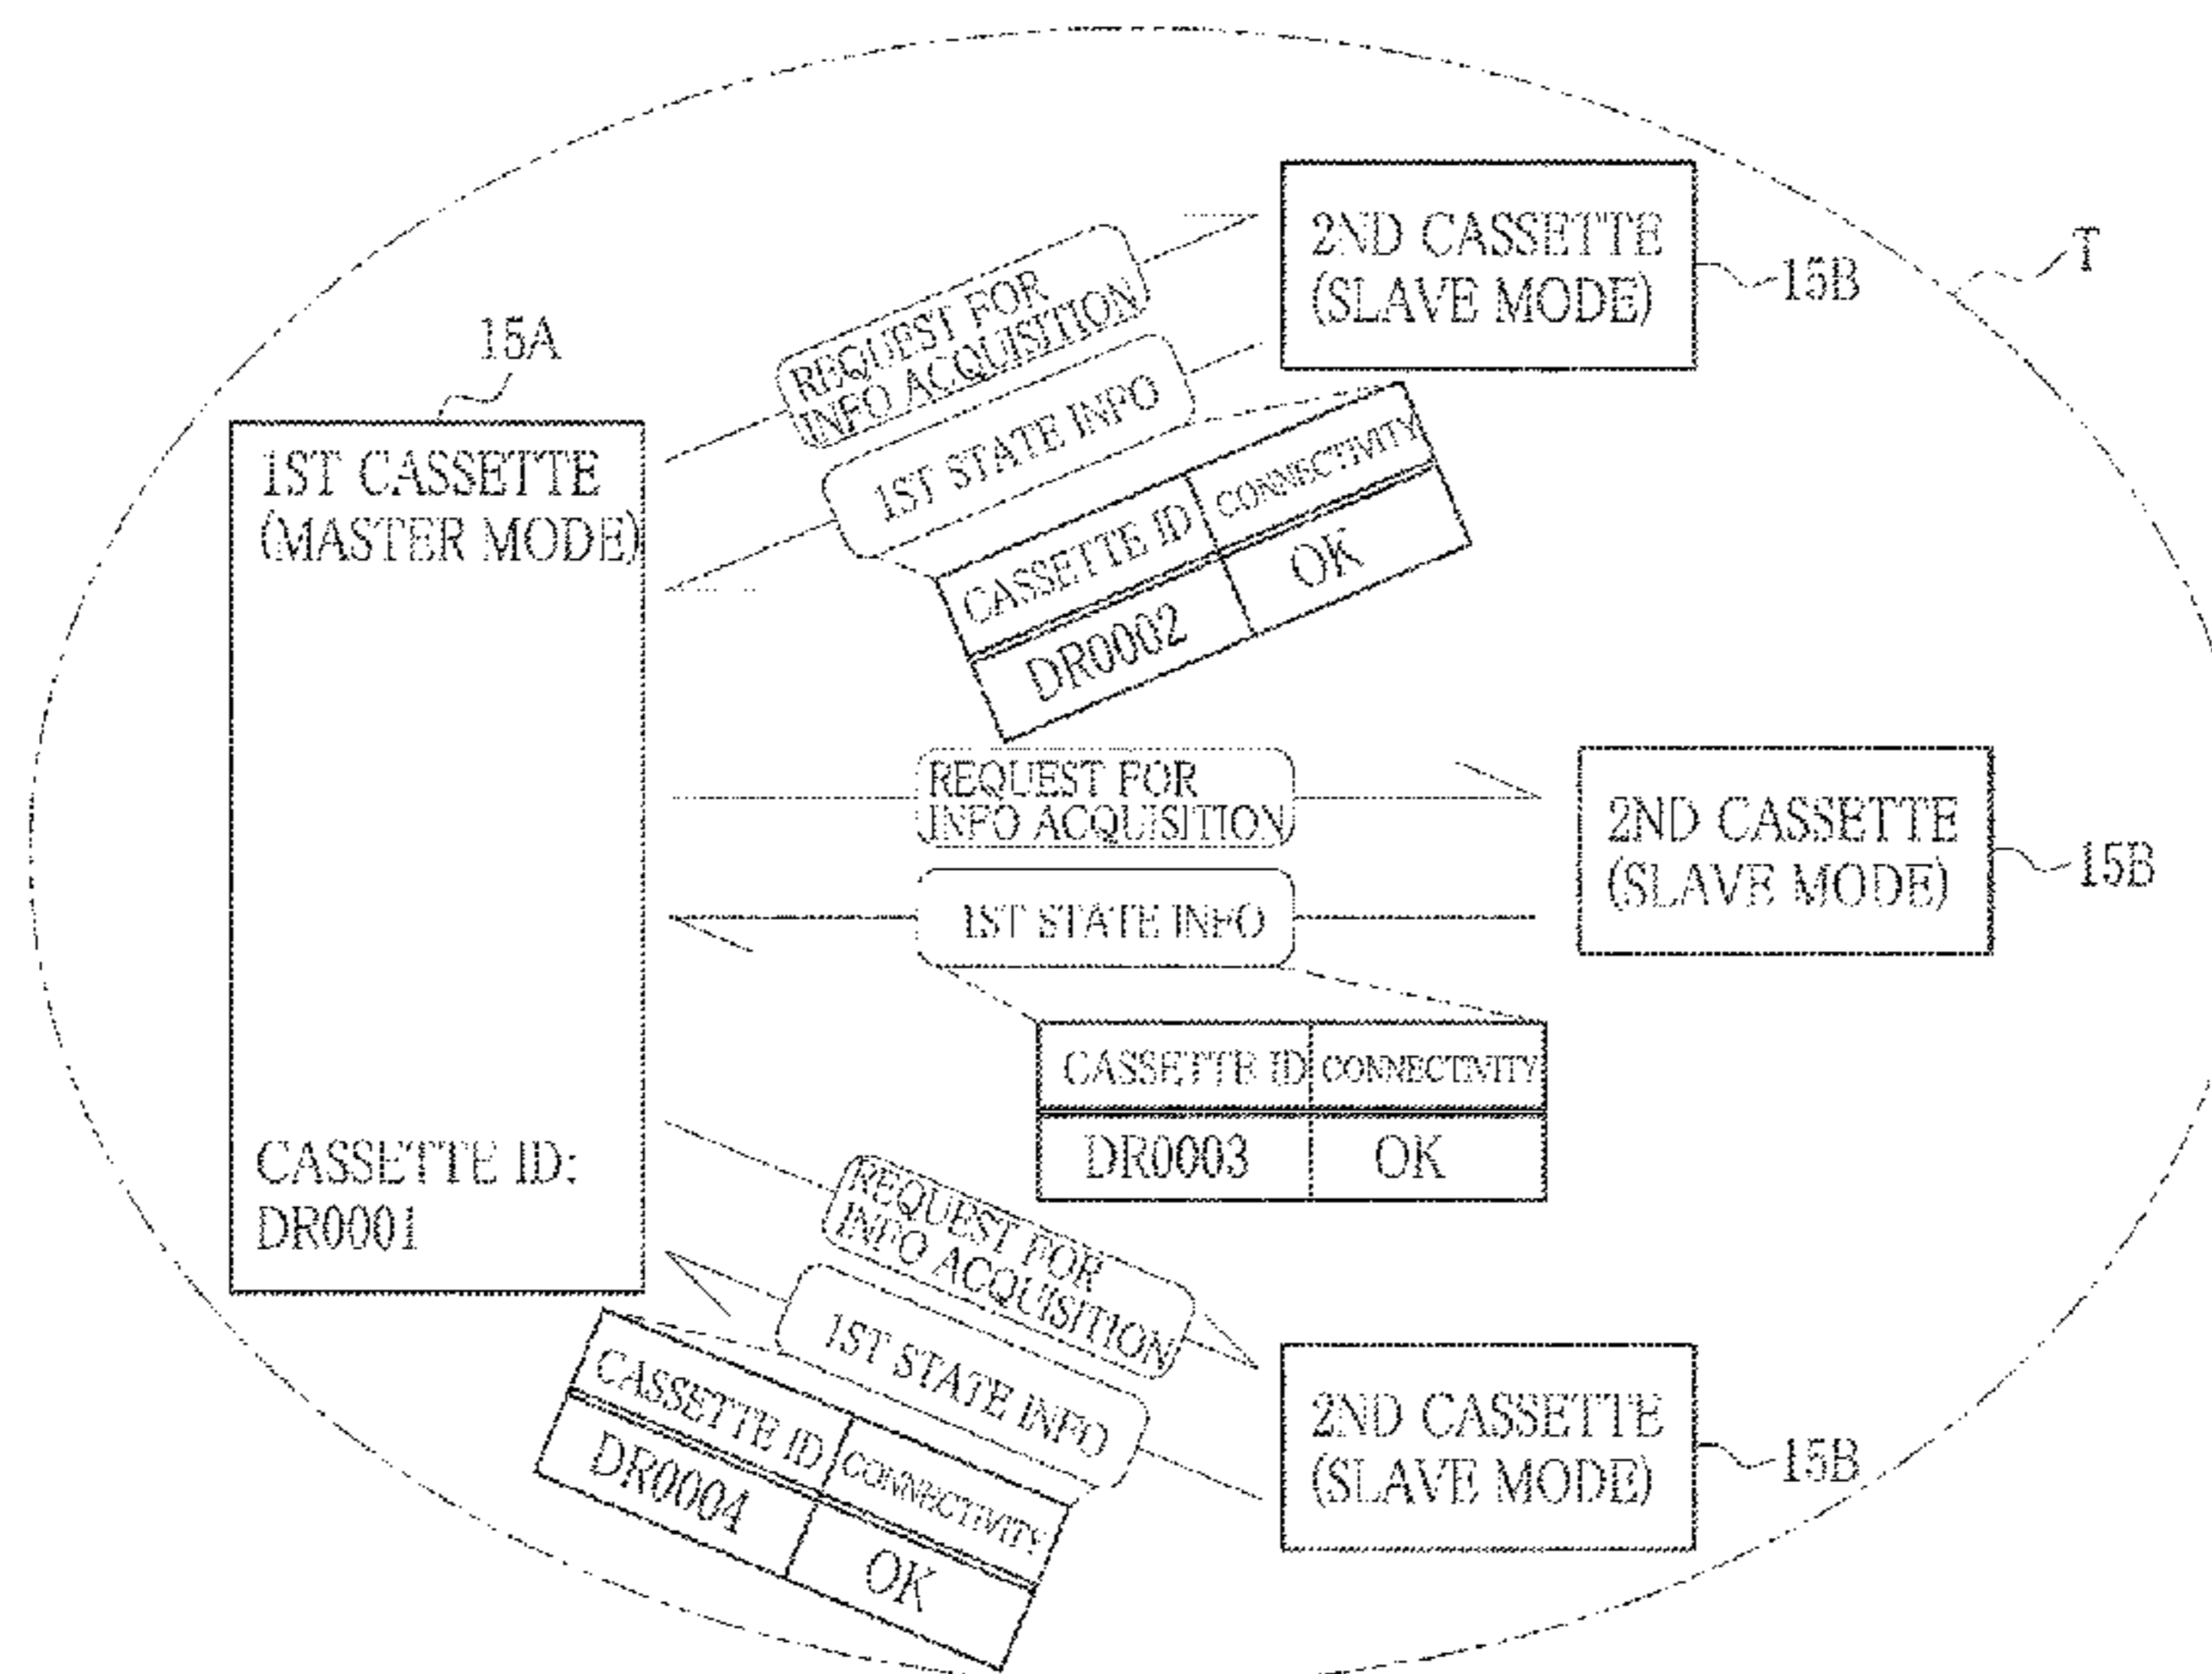 T
2ND CASSETTE
(SLAVE MODE)
15B
15A
1ST CASSETTE
(MASTER MODE)
CASSETTE ID:
DR0001
REQUEST FOR
INFO ACQUISITION
1ST STATE INFO
CASSETTE ID CONNECTIVITY
DR0002 OK
REQUEST FOR
INFO ACQUISITION
2ND CASSETTE
(SLAVE MODE)
15B
1ST STATE INFO
CASSETTE ID CONNECTIVITY
DR0003 OK
REQUEST FOR
INFO ACQUISITION
1ST STATE INFO
CASSETTE ID CONNECTIVITY
DR0004 OK
2ND CASSETTE
(SLAVE MODE)
15B